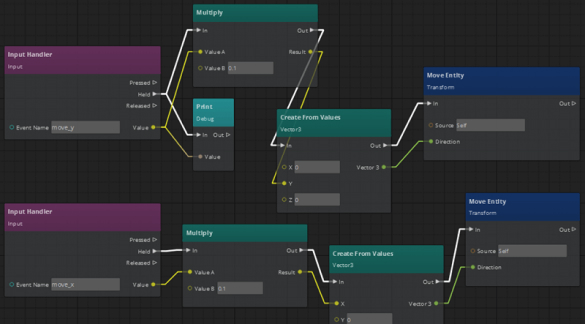 Multiply
In
Out
Value A
Result
Value B 0.1
Input Handler
Input
Pressed
Held
Released
Event Name move_y
Value
Print
Debug
In Out
Value
Create From Values
Vector3
In
Out
X 0
Vector 3
Y
Z 0
Move Entity
Transform
In
Out
Source Self
Direction
Input Handler
Input
Pressed
Held
Released
Event Name move_x
Value
Multiply
In
Out
Value A
Result
Value B 0.1
Create From Values
Vector3
In
Out
X
Vector 3
Y 0
Move Entity
Transform
In
Out
Source Self
Direction